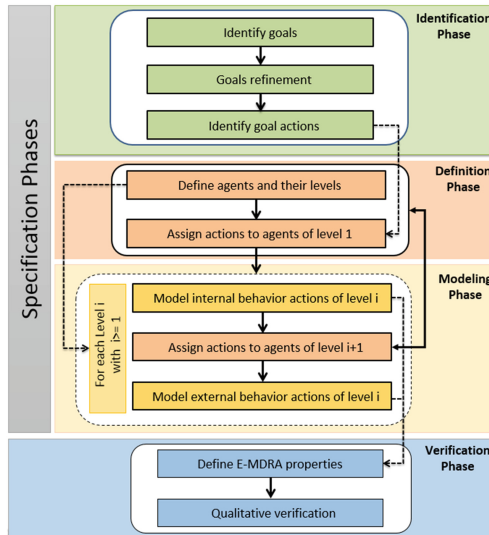 Specification Phases
Identification
Phase
Identify goals
Goals refinement
Identify goal actions
Definition
Phase
Define agents and their levels
Assign actions to agents of level 1
Modeling
Phase
For each Level i
with i>= 1
Model internal behavior actions of level i
Assign actions to agents of level i+1
Model external behavior actions of level i
Verification
Phase
Define E-MDRA properties
Qualitative verification